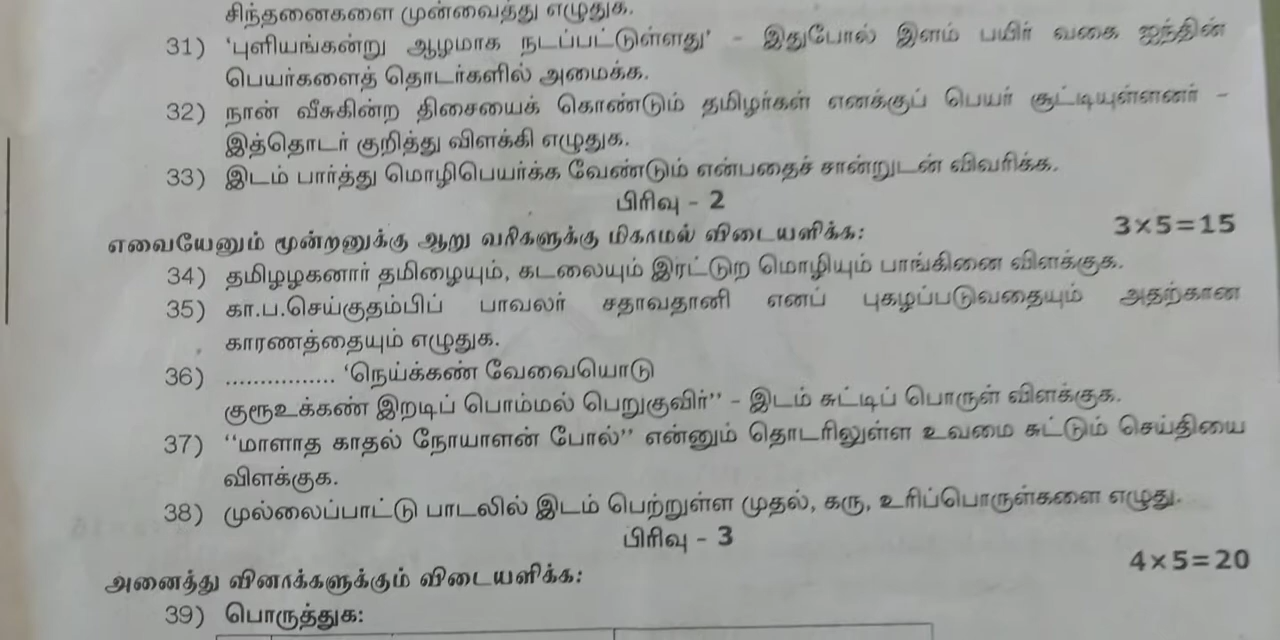 சிந்தனைகளை முன்வைத்து எழுதுக.
31) 'புளியங்கன்று ஆழமாக நடப்பட்டுள்ளது' - இதுபோல் இளம் பயிர் வகை ஐந்தின்
பெயர்களைத் தொடர்களில் அமைக்க.
32) நான் வீசுகின்ற திசையைக் கொண்டும் தமிழர்கள் எனக்குப் பெயர் சூட்டியுள்ளனர் -
இத்தொடர் குறித்து விளக்கி எழுதுக.
33) இடம் பார்த்து மொழிபெயர்க்க வேண்டும் என்பதைச் சான்றுடன் விவரிக்க.
பிரிவு - 2
எவையேனும் மூன்றனுக்கு ஆறு வரிகளுக்கு மிகாமல் விடையளிக்க: 3×5=15
34) தமிழழகனார் தமிழையும், கடலையும் இரட்டுற மொழியும் பாங்கினை விளக்குக.
35) கா.ப.செய்குதம்பிப் பாவலர் சதாவதானி எனப் புகழப்படுவதையும் அதற்கான
காரணத்தையும் எழுதுக.
36) ................ 'நெய்க்கண் வேவையொடு
குரூஉக்கண் இறடிப் பொம்மல் பெறுகுவிர்" - இடம் சுட்டிப் பொருள் விளக்குக.
37) "மாளாத காதல் நோயாளன் போல்" என்னும் தொடரிலுள்ள உவமை சுட்டும் செய்தியை
விளக்குக.
38) முல்லைப்பாட்டு பாடலில் இடம் பெற்றுள்ள முதல், கரு, உரிப்பொருள்களை எழுது.
பிரிவு - 3
4×5=20
அனைத்து வினாக்களுக்கும் விடையளிக்க:
39) பொருத்துக: